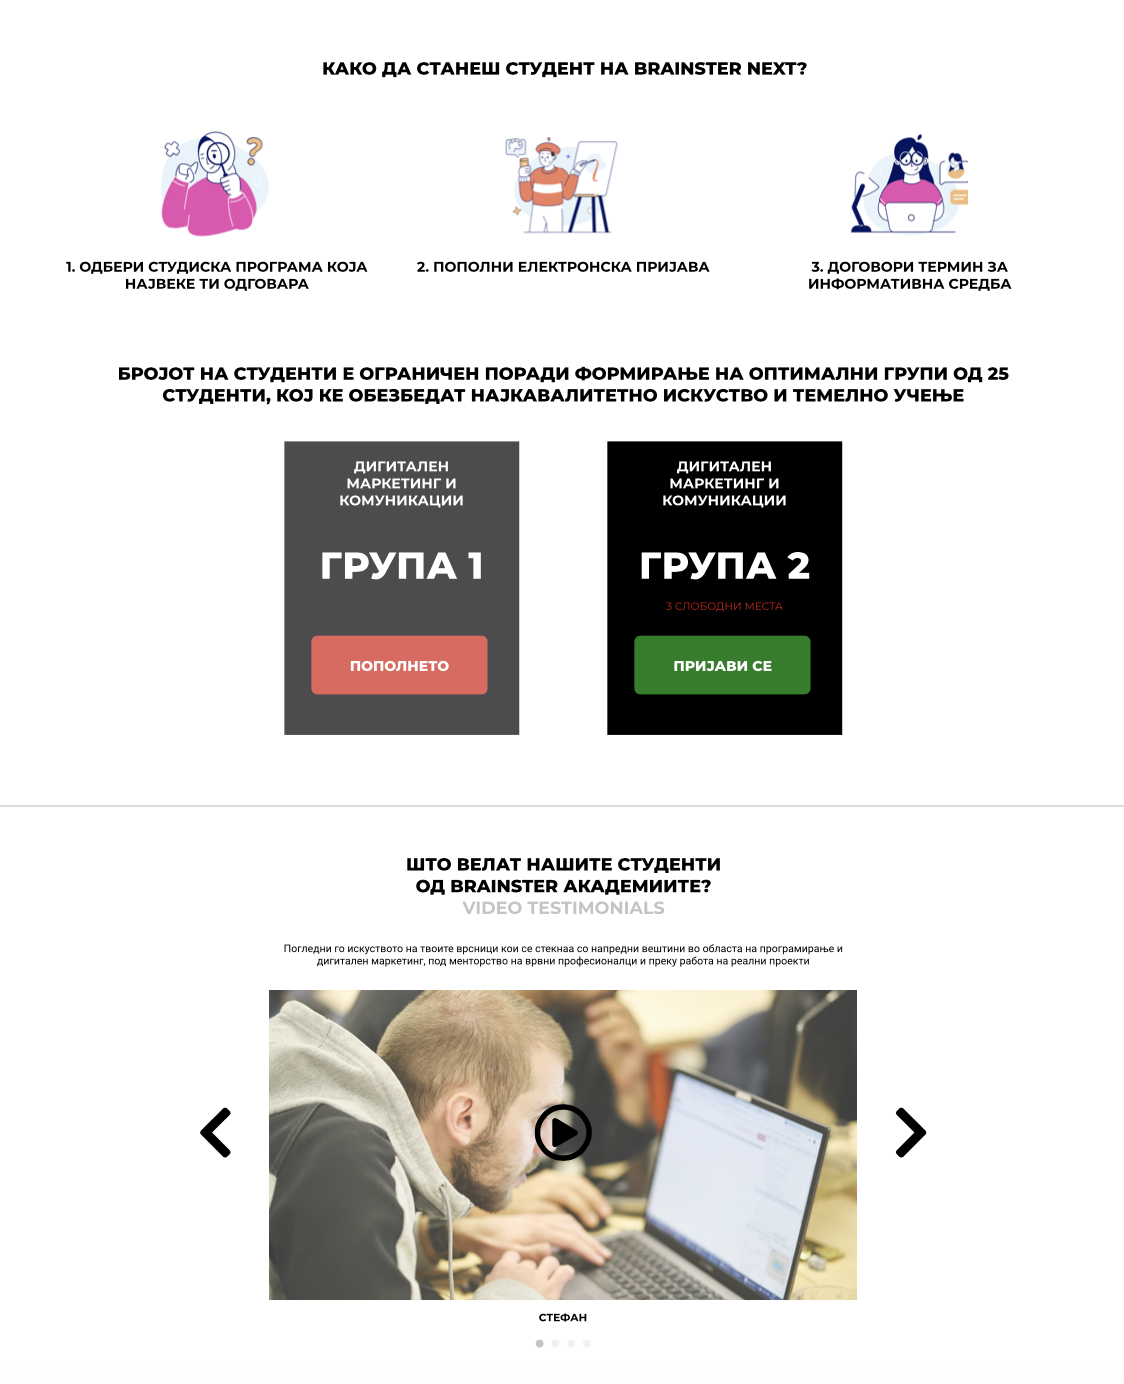 КАКО ДА СТАНЕШ СТУДЕНТ НА BRAINSTER NEXT?
1. ОДБЕРИ СТУДИСКА ПРОГРАМА КОЈА
НАЈВЕКЕ ТИ ОДГОВАРА
2. ПОПОЛНИ ЕЛЕКТРОНСКА ПРИЈАВА
3. ДОГОВОРИ ТЕРМИН ЗА
ИНФОРМАТИВНА СРЕДБА
БРОЈОТ НА СТУДЕНТИ Е ОГРАНИЧЕН ПОРАДИ ФОРМИРАЊЕ НА ОПТИМАЛНИ ГРУПИ ОД 25
СТУДЕНТИ, КОЈ КЕ ОБЕЗБЕДАТ НАЈКАВАЛИТЕТНО ИСКУСТВО И ТЕМЕЛНО УЧЕЊЕ
ДИГИТАЛЕН
МАРКЕТИНГ И
КОМУНИКАЦИИ
ГРУПА 1
ПОПОЛНЕТО
ДИГИТАЛЕН
МАРКЕТИНГ И
КОМУНИКАЦИИ
ГРУПА 2
3 СЛОБОДНИ МЕСТА
ПРИЈАВИ СЕ
ШТО ВЕЛАТ НАШИТЕ СТУДЕНТИ
ОД BRAINSTER АКАДЕМИИТЕ?
VIDEO TESTIMONIALS
Погледни го искуството на твоите врсници кои се стекнаа со напредни вештини во областа на програмирање и
дигитален маркетинг, под менторство на врвни професионалци и преку работа на реални проекти
СТЕФАН